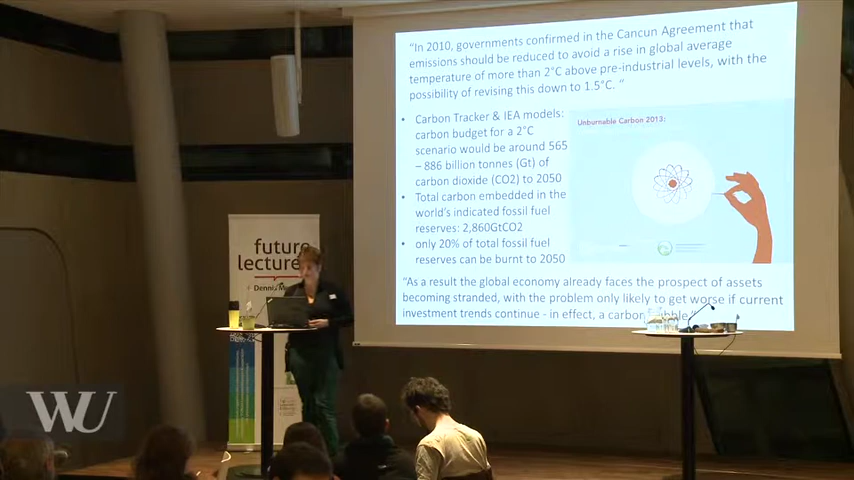 “In 2010, governments confirmed in the Cancun Agreement that
emissions should be reduced to avoid a rise in global average
temperature of more than 2°C above pre-industrial levels, with the
possibility of revising this down to 1.5°C. “
• Carbon Tracker & IEA models:
carbon budget for a 2°C
scenario would be around 565
– 886 billion tonnes (Gt) of
carbon dioxide (CO2) to 2050
• Total carbon embedded in the
world's indicated fossil fuel
reserves: 2,860GtCO2
• only 20% of total fossil fuel
reserves can be burnt to 2050
Unburnable Carbon 2013:
“As a result the global economy already faces the prospect of assets
becoming stranded, with the problem only likely to get worse if current
investment trends continue - in effect, a carbon
future
lecture
Dennis
WU